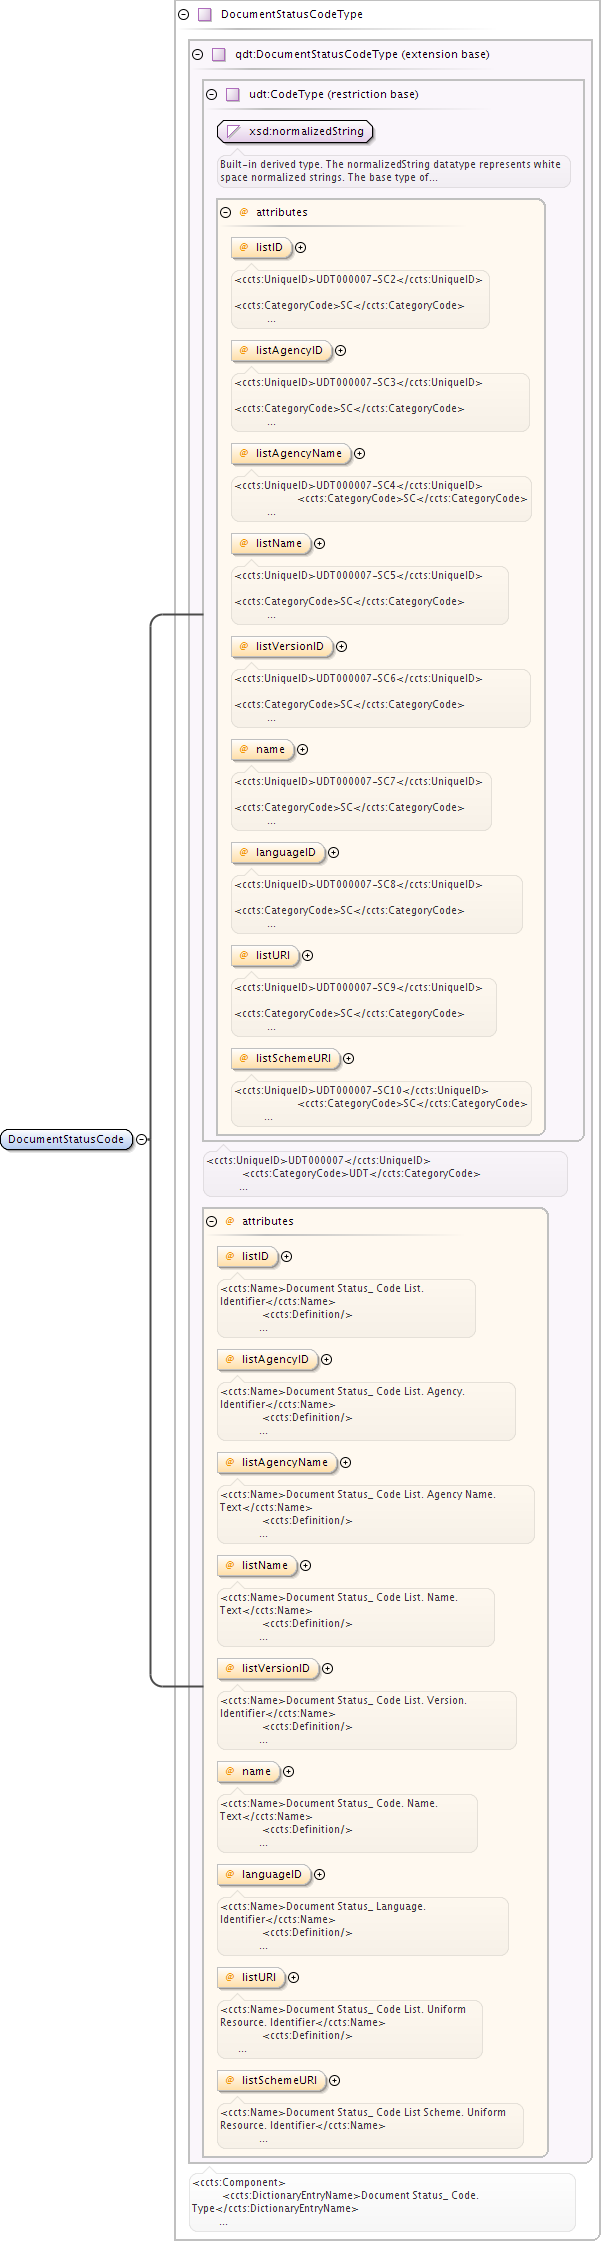 DocumentStatusCodeType
qdt:DocumentStatusCodeType (extension base)
udt:CodeType (restriction base)
xsd:normalizedString
Built-in derived type. The normalizedString datatype represents white
space normalized strings. The base type of...
@ attributes
@ listID
<ccts:UniqueID>UDT000007-SC2</ccts:UniqueID>
<ccts:CategoryCode>SC</ccts:CategoryCode>
...
@ listAgencyID
<ccts:UniqueID>UDT000007-SC3</ccts:UniqueID>
<ccts:CategoryCode>SC</ccts:CategoryCode>
...
@ listAgencyName
<ccts:UniqueID>UDT000007-SC4</ccts:UniqueID>
<ccts:CategoryCode>SC</ccts:CategoryCode>
...
@ listName
<ccts:UniqueID>UDT000007-SC5</ccts:UniqueID>
<ccts:CategoryCode>SC</ccts:CategoryCode>
...
@ listVersionID
<ccts:UniqueID>UDT000007-SC6</ccts:UniqueID>
<ccts:CategoryCode>SC</ccts:CategoryCode>
...
@ name
<ccts:UniqueID>UDT000007-SC7</ccts:UniqueID>
<ccts:CategoryCode>SC</ccts:CategoryCode>
...
@ languageID
<ccts:UniqueID>UDT000007-SC8</ccts:UniqueID>
<ccts:CategoryCode>SC</ccts:CategoryCode>
...
@ listURI
<ccts:UniqueID>UDT000007-SC9</ccts:UniqueID>
<ccts:CategoryCode>SC</ccts:CategoryCode>
...
@ listSchemeURI
<ccts:UniqueID>UDT000007-SC10</ccts:UniqueID>
<ccts:CategoryCode>SC</ccts:CategoryCode>
...
DocumentStatusCode
<ccts:UniqueID>UDT000007</ccts:UniqueID>
<ccts:CategoryCode>UDT</ccts:CategoryCode>
...
@ attributes
@ listID
<ccts:Name>Document Status_ Code List.
Identifier</ccts:Name>
<ccts:Definition/>
...
@ listAgencyID
<ccts:Name>Document Status_ Code List. Agency.
Identifier</ccts:Name>
<ccts:Definition/>
...
@ listAgencyName
<ccts:Name>Document Status_ Code List. Agency Name.
Text</ccts:Name>
<ccts:Definition/>
...
@ listName
<ccts:Name>Document Status_ Code List. Name.
Text</ccts:Name>
<ccts:Definition/>
...
@ listVersionID
<ccts:Name>Document Status_ Code List. Version.
Identifier</ccts:Name>
<ccts:Definition/>
...
@ name
<ccts:Name>Document Status_ Code. Name.
Text</ccts:Name>
<ccts:Definition/>
...
@ languageID
<ccts:Name>Document Status_ Language.
Identifier</ccts:Name>
<ccts:Definition/>
...
@ listURI
<ccts:Name>Document Status_ Code List. Uniform
Resource. Identifier</ccts:Name>
<ccts:Definition/>
...
@ listSchemeURI
<ccts:Name>Document Status_ Code List Scheme. Uniform
Resource. Identifier</ccts:Name>
...
<ccts:Component>
<ccts:DictionaryEntryName>Document Status_ Code.
Type</ccts:DictionaryEntryName>
...